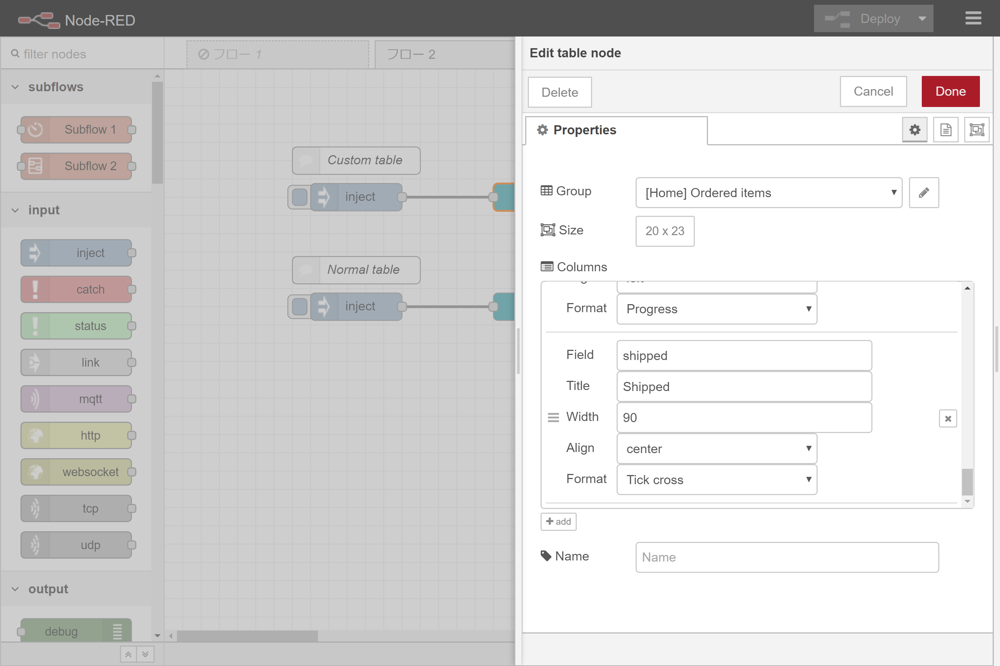 Node-RED
Deploy
filter nodes
フロー 1
フロー 2
subflows
Subflow 1
Subflow 2
input
inject
catch
status
link
mqtt
http
websocket
tcp
udp
output
debug
Custom table
inject
Normal table
inject
Edit table node
Delete
Cancel
Done
Properties
Group
[Home] Ordered items
Size
20 x 23
Columns
Format
Progress
Field
shipped
Title
Shipped
Width
90
Align
center
Format
Tick cross
add
Name
Name